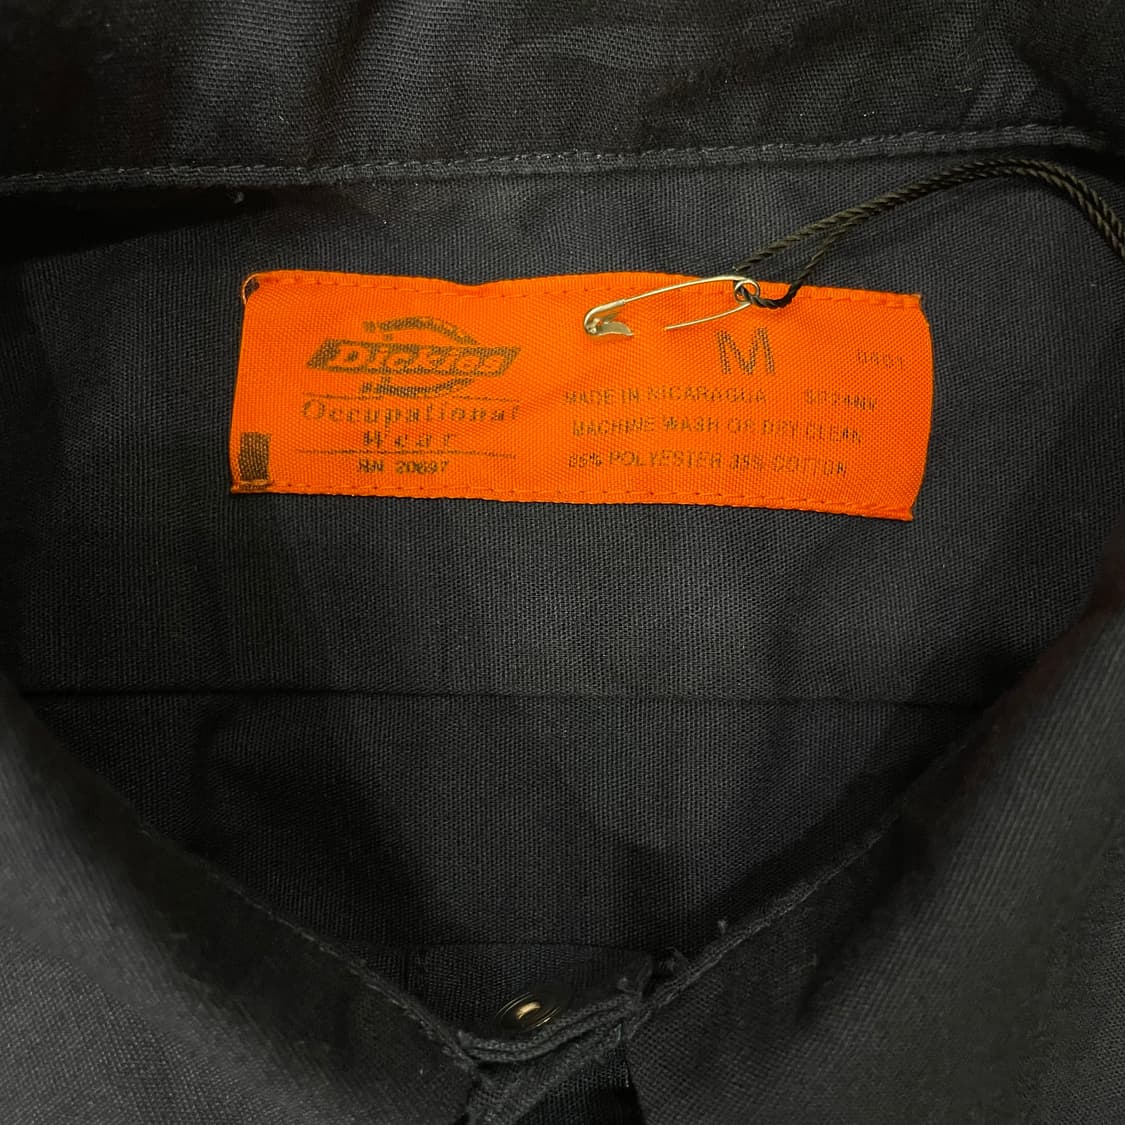 Dickies
Occupational
Wear
RN 20697
M
MADE IN NICARAGUA
MACHINE WASH OR DRY CLEAN
65% POLYESTER 35% COTTON